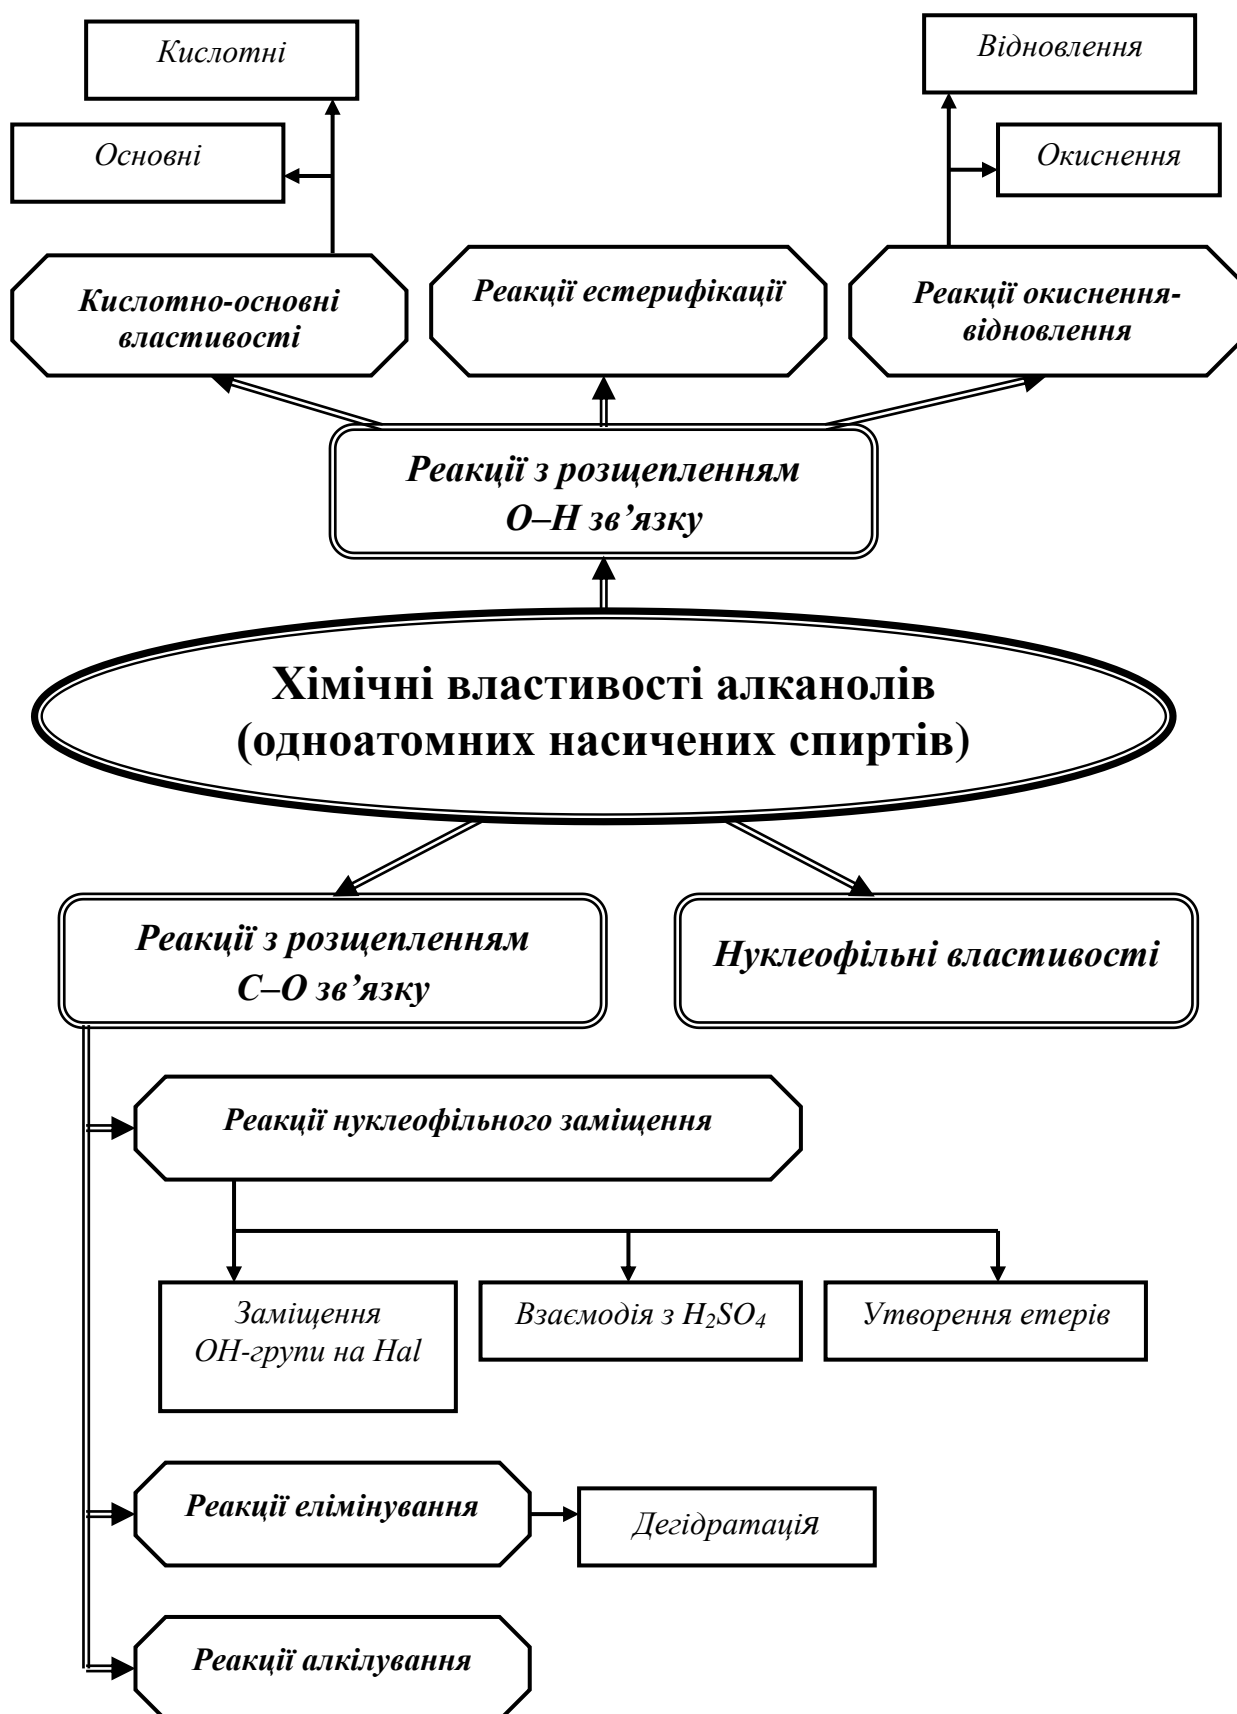 Кислотні
Відновлення
Основні
Окиснення
Кислотно-основні
властивості
Реакції естерифікації
Реакції окиснення-
відновлення
Реакції з розщепленням
О–Н зв’язку
Хімічні властивості алканолів
(одноатомних насичених спиртів)
Реакції з розщепленням
С–О зв’язку
Нуклеофільні властивості
Реакції нуклеофільного заміщення
Заміщення
ОН-групи на Hal
Взаємодія з H₂SO₄
Утворення етерів
Реакції елімінування
Дегідратація
Реакції алкілування